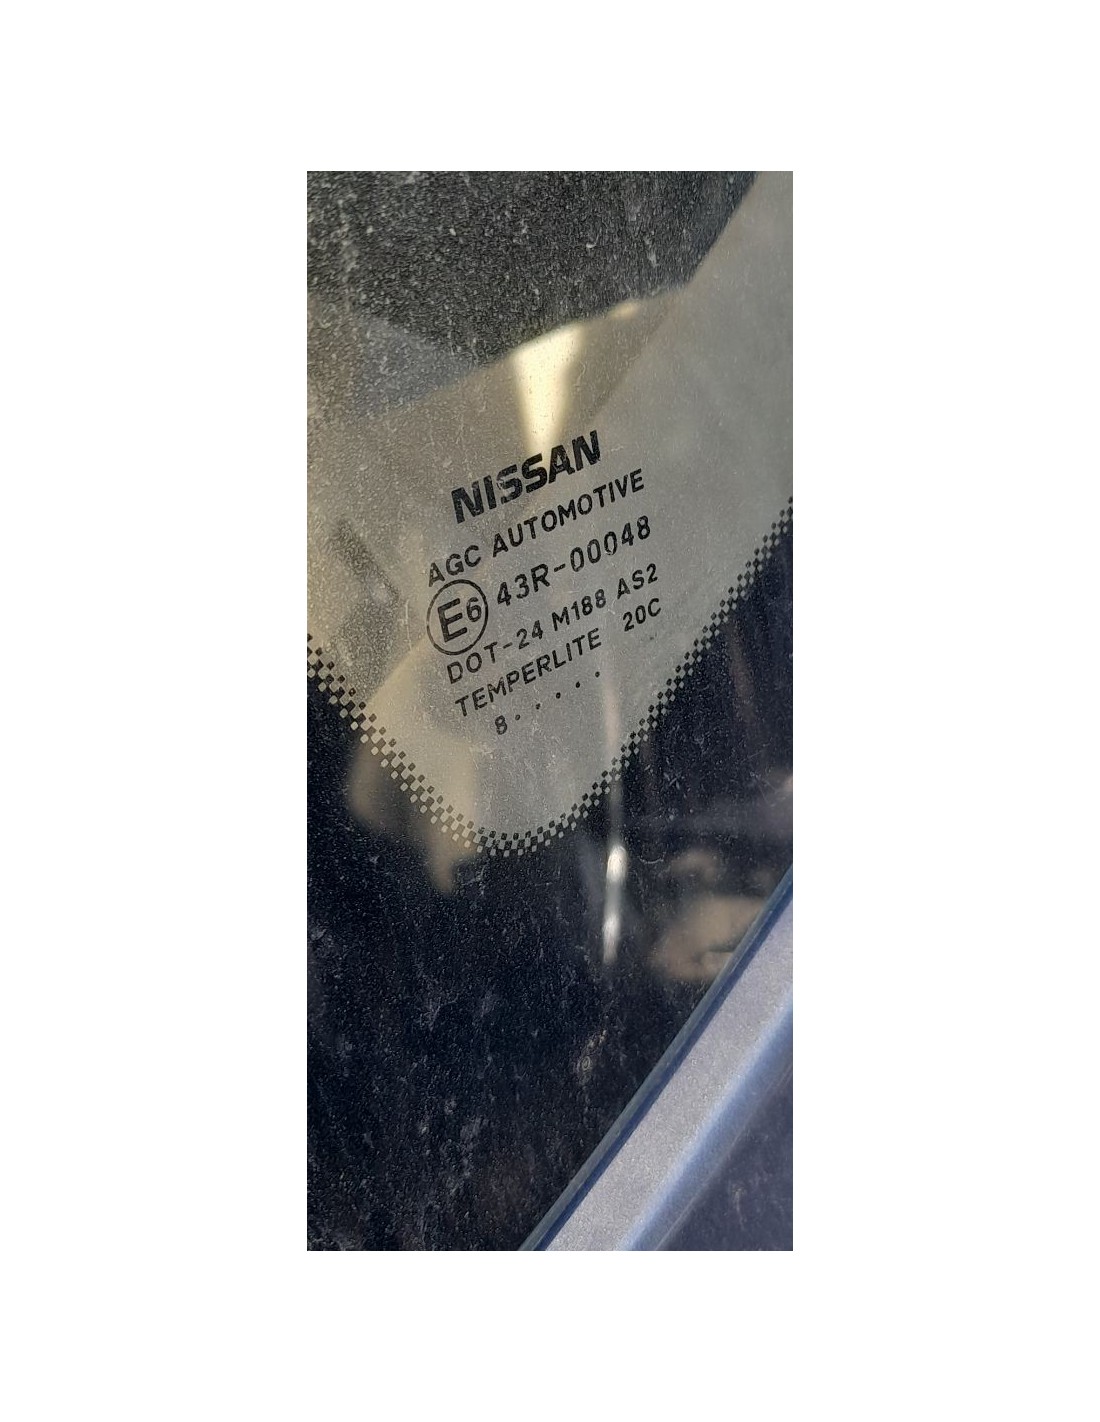 NISSAN
AGC AUTOMOTIVE
E6 43R-00048
DOT-24 M188 AS2
TEMPERLITE 20C
8.....